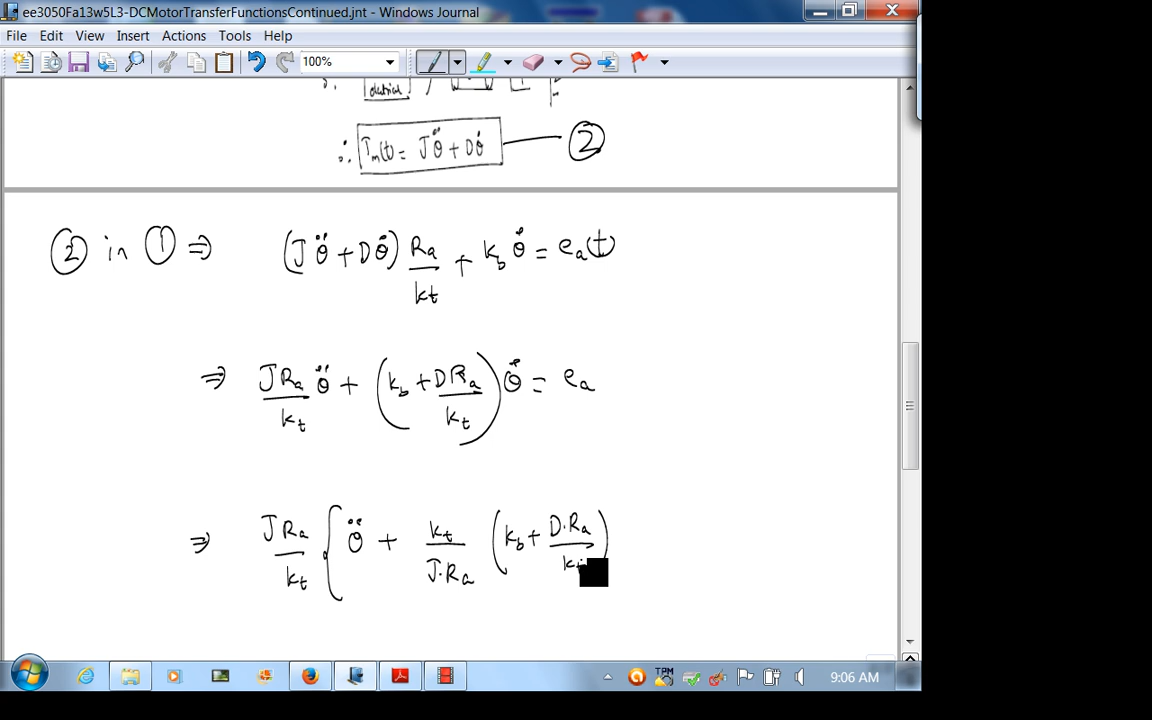 ee3050Fa13w5L3-DCMotorTransferFunctionsContinued.jnt - Windows Journal
File Edit View Insert Actions Tools Help
100%
∴ Tm(t) = Jθ̈ + Dθ̇ ②
② in ① ⇒ (Jθ̈ + Dθ̇) Ra/kt + kb θ̇ = ea(t)
⇒ JRa/kt θ̈ + (kb + DRa/kt) θ̇ = ea
⇒ JRa/kt { θ̈ + kt/J·Ra (kb + D·Ra/kt)
TPM
9:06 AM